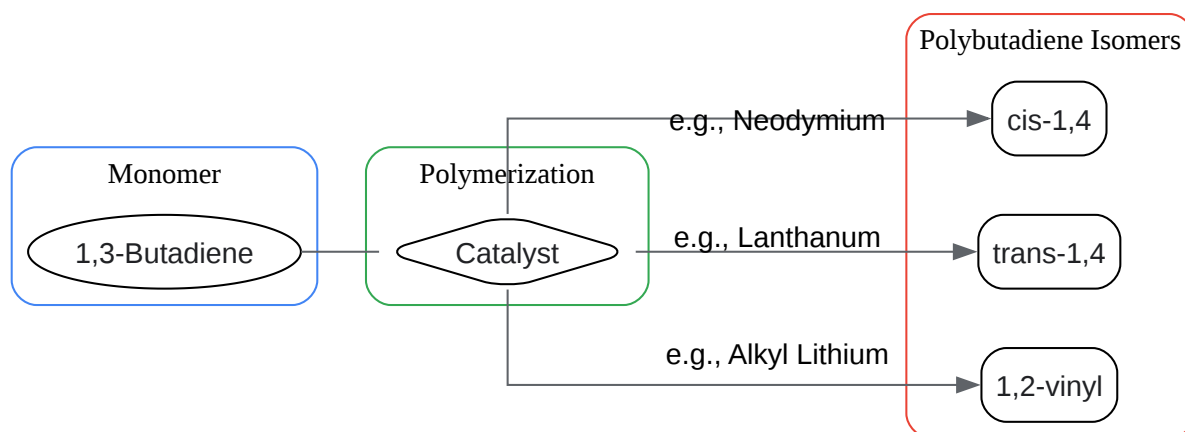 Polybutadiene Isomers
e.g., Neodymium
cis-1,4
Monomer
Polymerization
1,3-Butadiene
Catalyst
e.g., Lanthanum
trans-1,4
e.g., Alkyl Lithium
1,2-vinyl